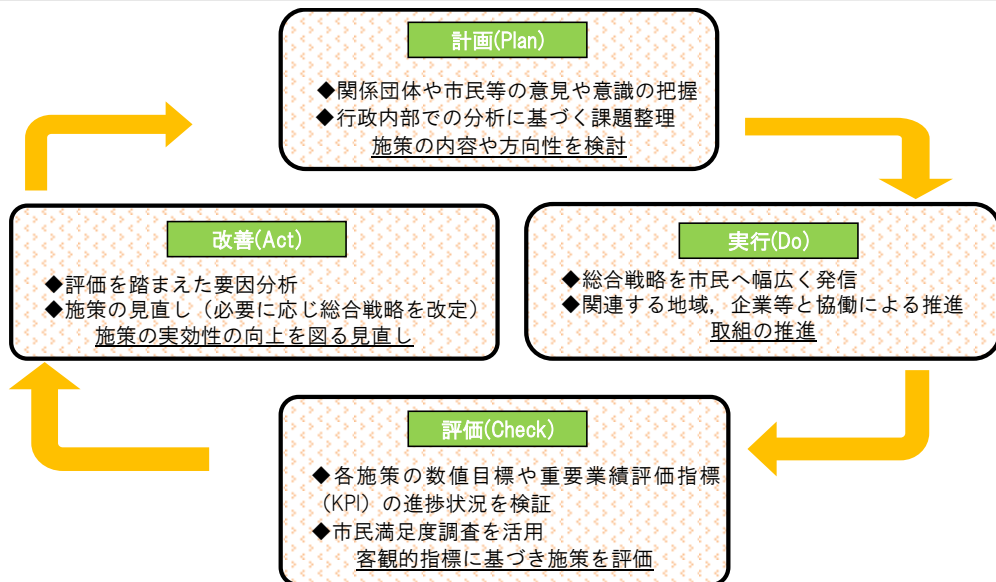 計画(Plan)
◆関係団体や市民等の意見や意識の把握
◆行政内部での分析に基づく課題整理
施策の内容や方向性を検討
実行(Do)
◆総合戦略を市民へ幅広く発信
◆関連する地域，企業等と協働による推進
取組の推進
評価(Check)
◆各施策の数値目標や重要業績評価指標
（KPI）の進捗状況を検証
◆市民満足度調査を活用
客観的指標に基づき施策を評価
改善(Act)
◆評価を踏まえた要因分析
◆施策の見直し（必要に応じ総合戦略を改定）
施策の実効性の向上を図る見直し